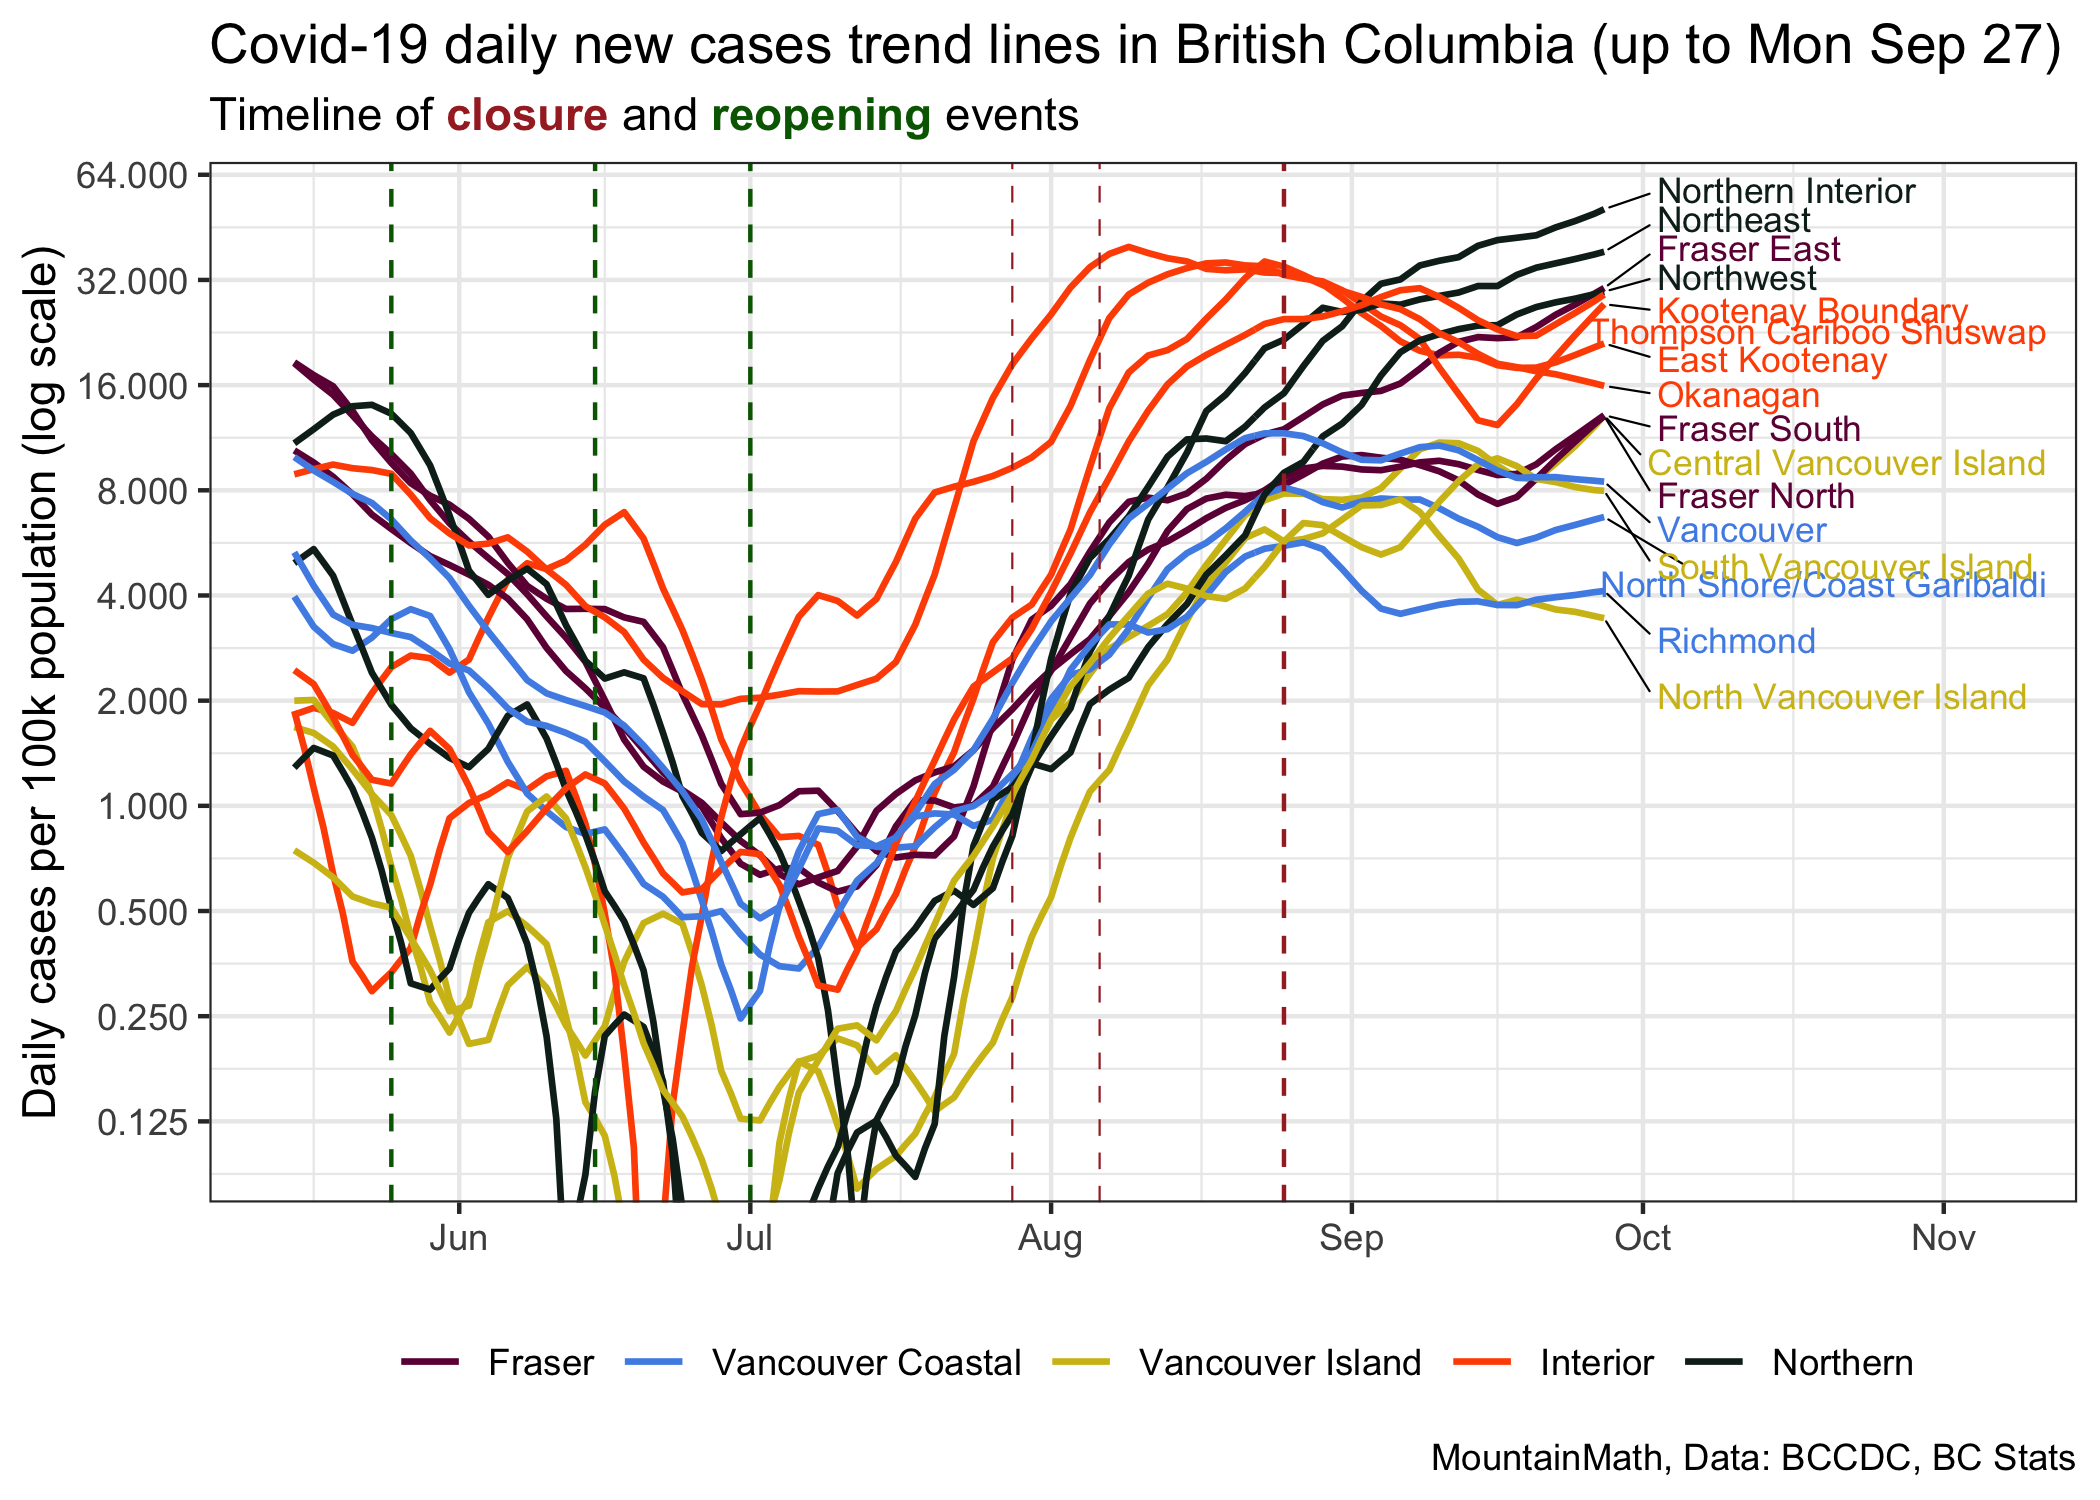 Covid-19 daily new cases trend lines in British Columbia (up to Mon Sep 27)
Timeline of closure and reopening events
Daily cases per 100k population (log scale)
64.000
32.000
16.000
8.000
4.000
2.000
1.000
0.500
0.250
0.125
Northern Interior
Northeast
Fraser East
Northwest
Kootenay Boundary
Thompson Cariboo Shuswap
East Kootenay
Okanagan
Fraser South
Central Vancouver Island
Fraser North
Vancouver
South Vancouver Island
North Shore/Coast Garibaldi
Richmond
North Vancouver Island
Jun
Jul
Aug
Sep
Oct
Nov
Fraser
Vancouver Coastal
Vancouver Island
Interior
Northern
MountainMath, Data: BCCDC, BC Stats